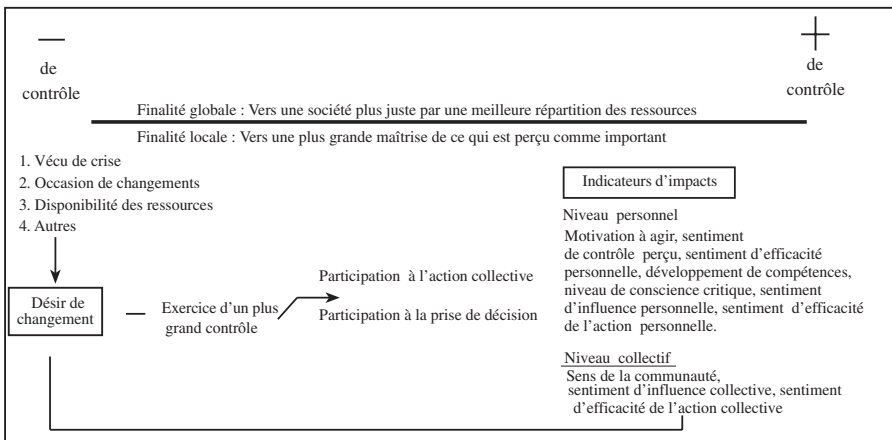 —
de
contrôle
+
de
contrôle
Finalité globale : Vers une société plus juste par une meilleure répartition des ressources
Finalité locale : Vers une plus grande maîtrise de ce qui est perçu comme important
1. Vécu de crise
2. Occasion de changements
3. Disponibilité des ressources
4. Autres
Désir de
changement
Exercice d’un plus
grand contrôle
Participation à l’action collective
Participation à la prise de décision
Indicateurs d’impacts
Niveau personnel
Motivation à agir, sentiment
de contrôle perçu, sentiment d’efficacité
personnelle, développement de compétences,
niveau de conscience critique, sentiment
d’influence personnelle, sentiment d’efficacité
de l’action personnelle.
Niveau collectif
Sens de la communauté,
sentiment d’influence collective, sentiment
d’efficacité de l’action collective